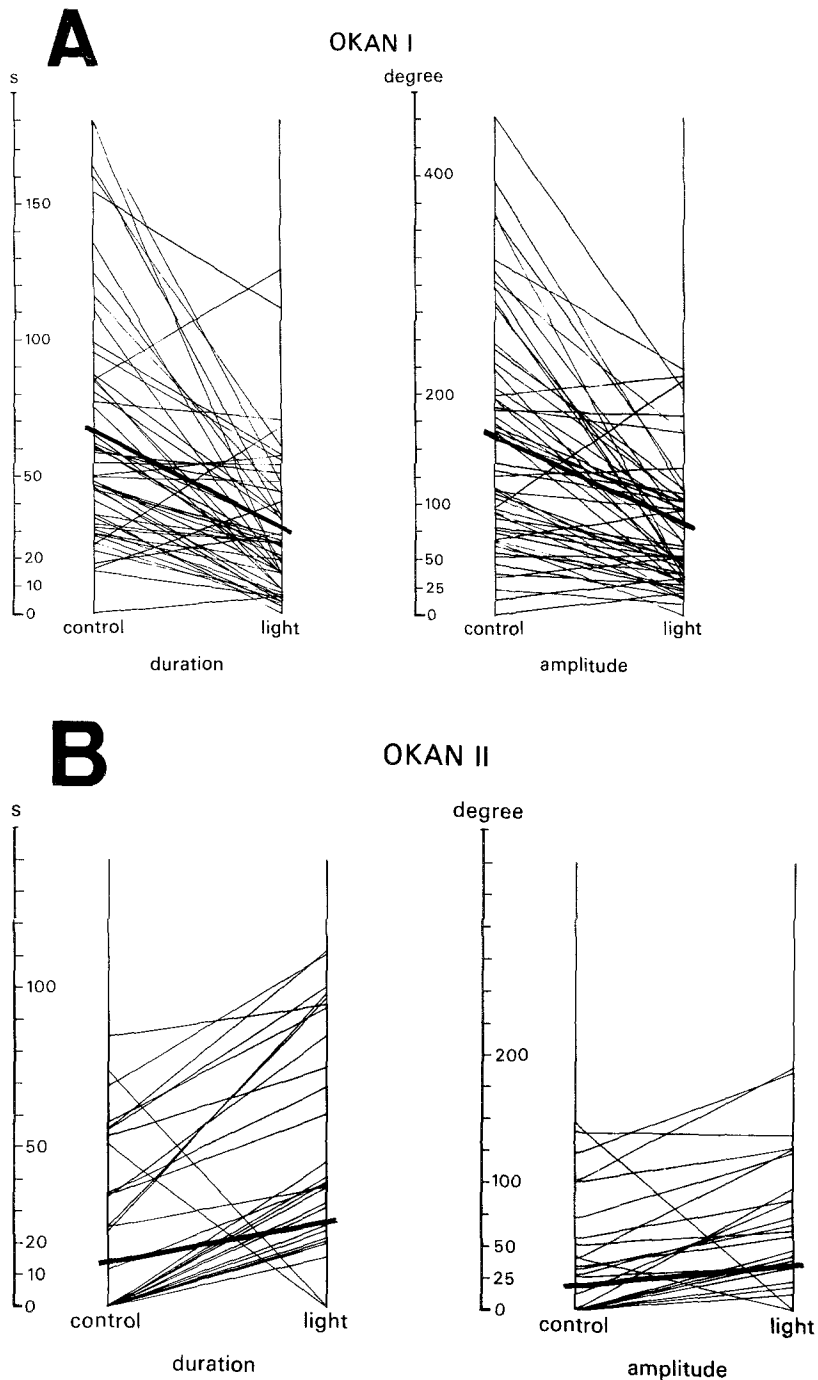 A
OKAN I
s
150
100
50
20
10
0
control
light
duration
degree
400
200
100
50
25
0
control
light
amplitude
B
OKAN II
s
100
50
20
10
0
control
light
duration
degree
200
100
50
25
0
control
light
amplitude